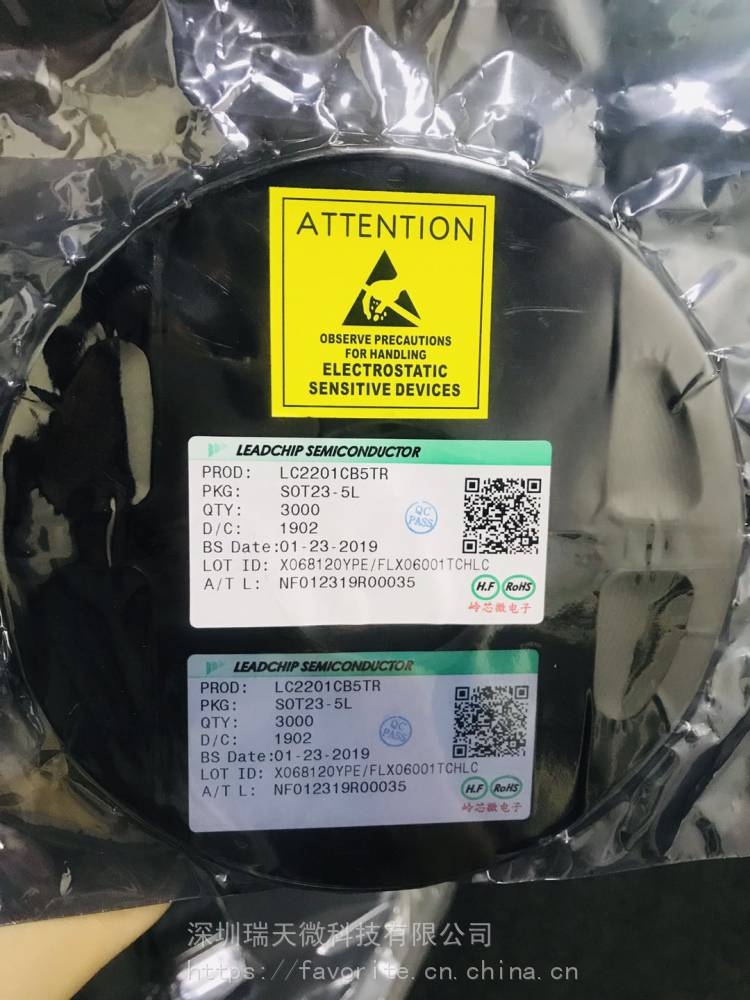 ATTENTION
OBSERVE PRECAUTIONS
FOR HANDLING
ELECTROSTATIC
SENSITIVE DEVICES
LEADCHIP SEMICONDUCTOR
PROD: LC2201CB5TR
PKG: SOT23-5L
QTY: 3000
D/C: 1902
BS Date:01-23-2019
LOT ID: X068120YPE/FLX06001TCHLC
A/T L: NF012319R00035
QC
PASS
H.F RoHS
岭芯微电子
LEADCHIP SEMICONDUCTOR
PROD: LC2201CB5TR
PKG: SOT23-5L
QTY: 3000
D/C: 1902
BS Date:01-23-2019
LOT ID: X068120YPE/FLX06001TCHLC
A/T L: NF012319R00035
QC
PASS
H.F RoHS
岭芯微电子
深圳瑞天微科技有限公司
https://favorite.cn.china.cn